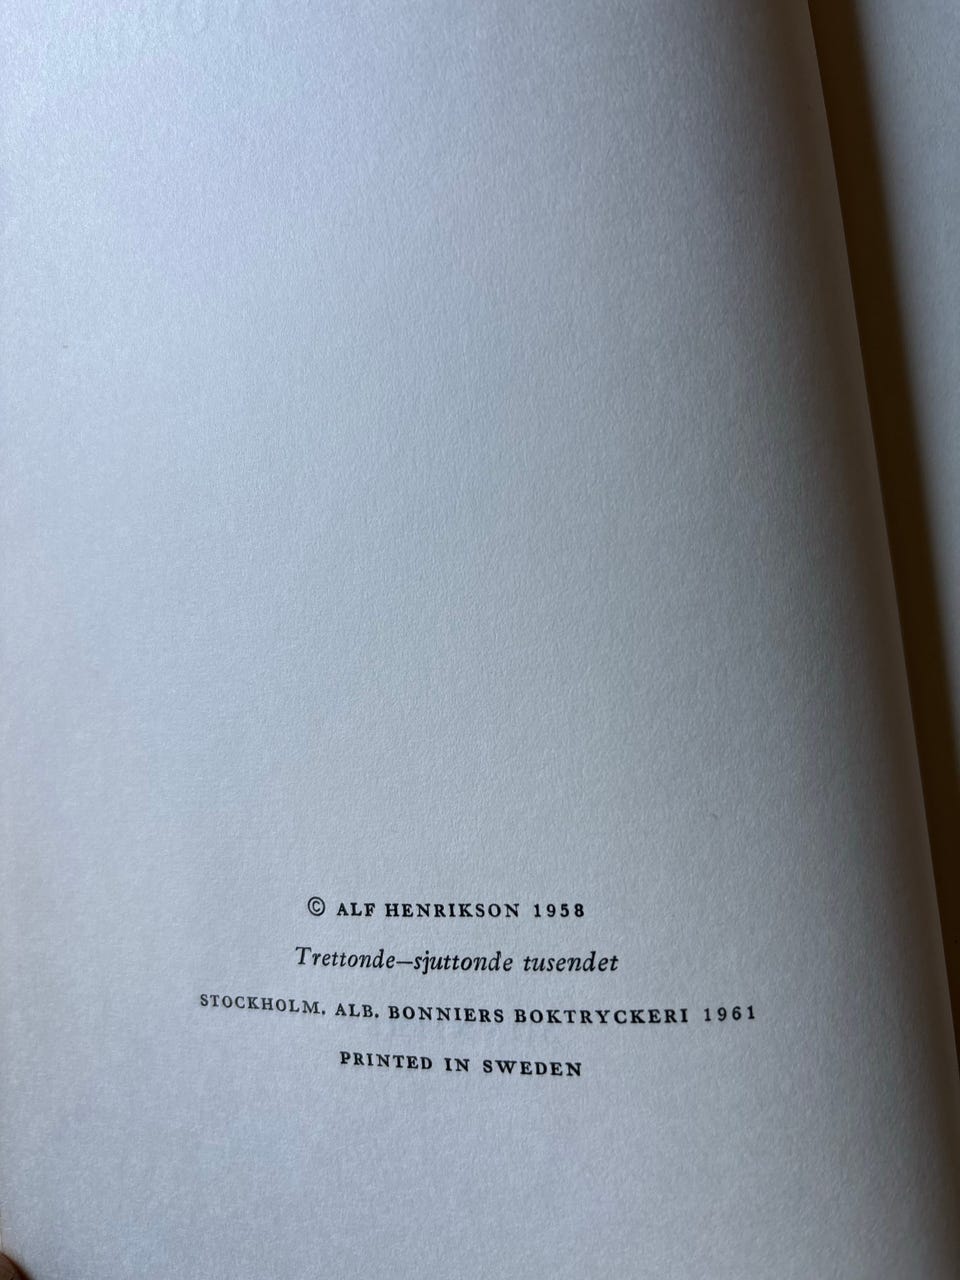 © ALF HENRIKSON 1958
Trettonde—sjuttonde tusendet
STOCKHOLM. ALB. BONNIERS BOKTRYCKERI 1961
PRINTED IN SWEDEN